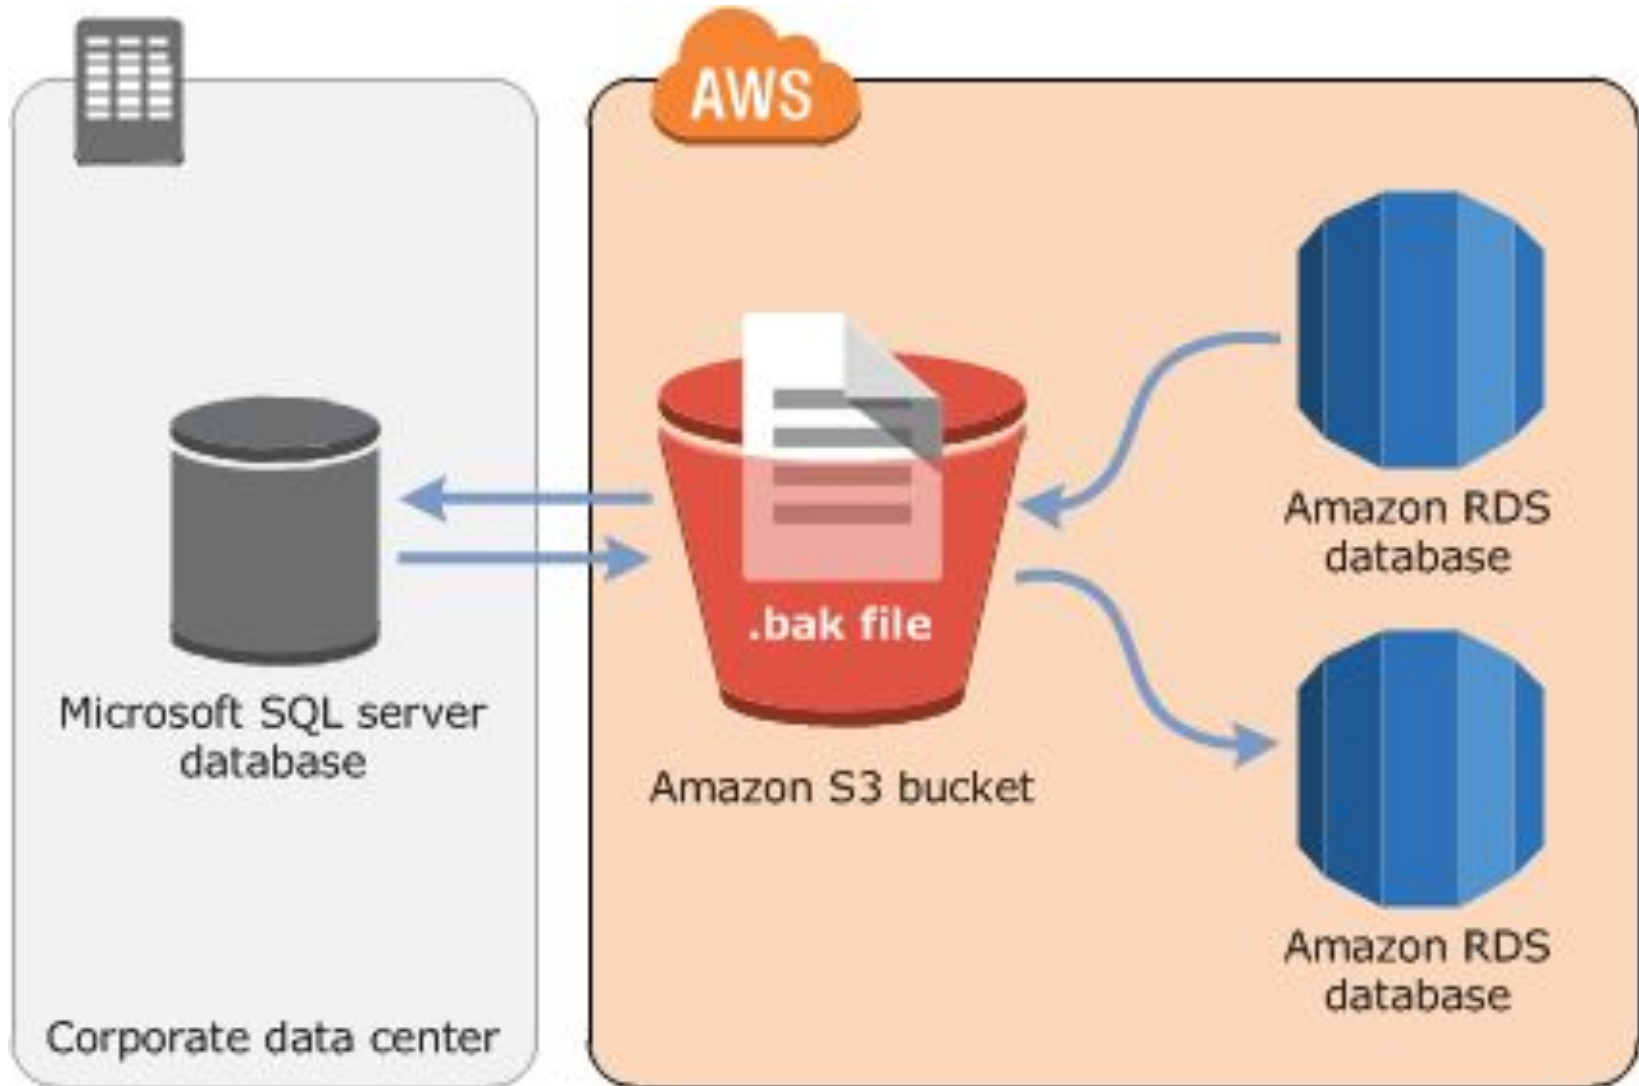 AWS
Amazon RDS
database
.bak file
Microsoft SQL server
database
Amazon S3 bucket
Amazon RDS
database
Corporate data center